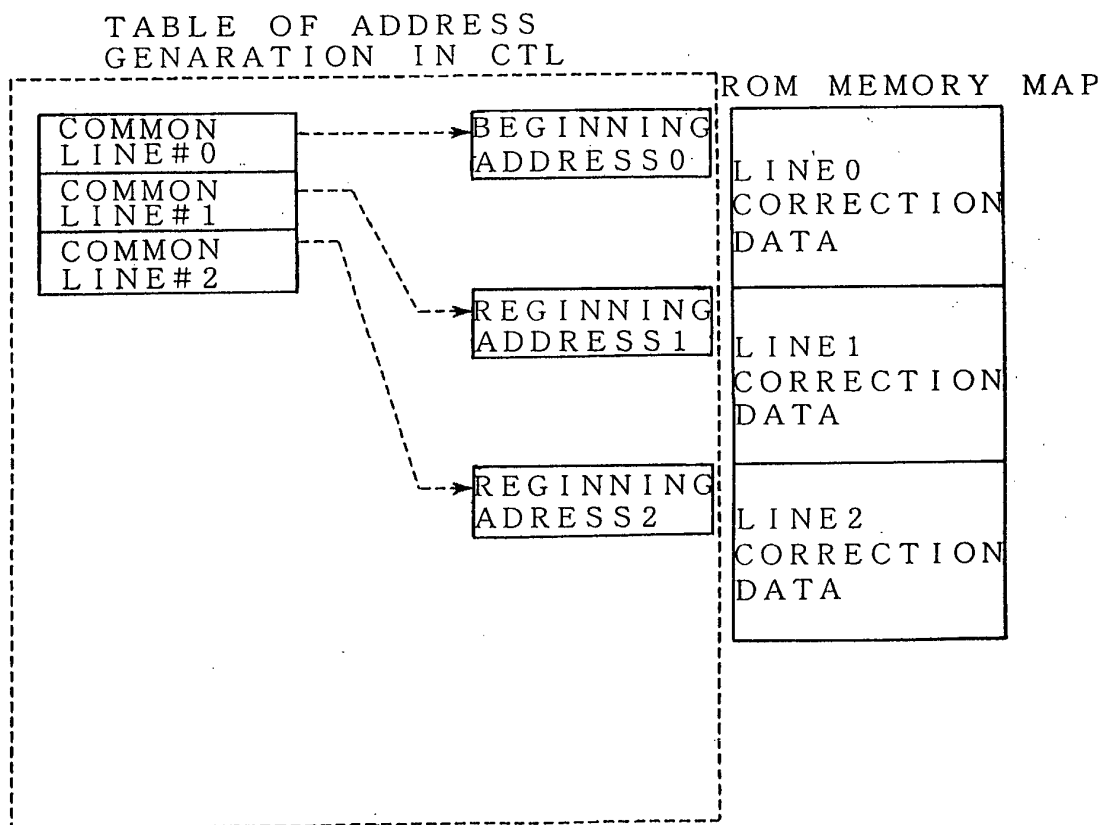 TABLE OF ADDRESS
GENARATION IN CTL
ROM MEMORY MAP
COMMON
LINE#0
COMMON
LINE#1
COMMON
LINE#2
BEGINNING
ADDRESS0
REGINNING
ADDRESS1
REGINNING
ADRESS2
LINE0
CORRECTION
DATA
LINE1
CORRECTION
DATA
LINE2
CORRECTION
DATA